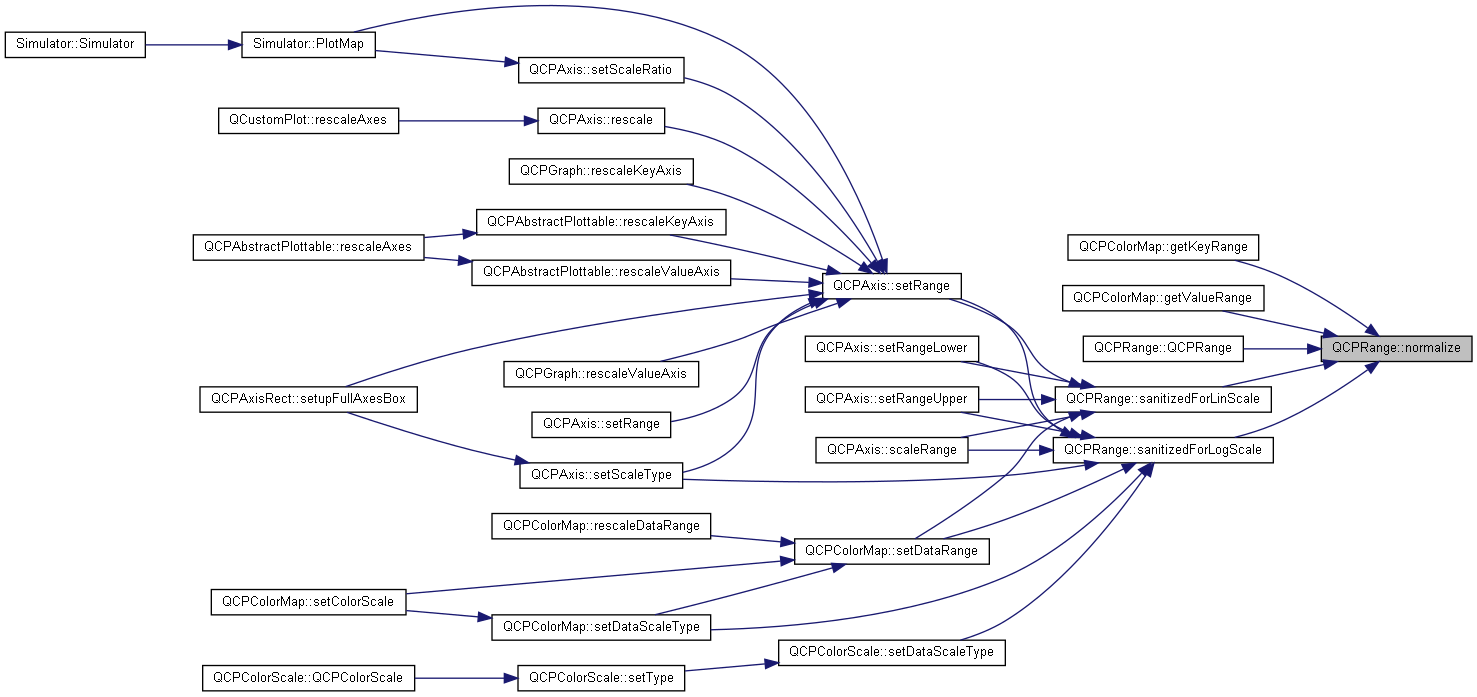 Simulator::Simulator
Simulator::PlotMap
QCPAxis::setScaleRatio
QCustomPlot::rescaleAxes
QCPAxis::rescale
QCPGraph::rescaleKeyAxis
QCPAbstractPlottable::rescaleKeyAxis
QCPAbstractPlottable::rescaleAxes
QCPColorMap::getKeyRange
QCPAbstractPlottable::rescaleValueAxis
QCPAxis::setRange
QCPColorMap::getValueRange
QCPAxis::setRangeLower
QCPRange::QCPRange
QCPRange::normalize
QCPGraph::rescaleValueAxis
QCPAxisRect::setupFullAxesBox
QCPAxis::setRangeUpper
QCPRange::sanitizedForLinScale
QCPAxis::setRange
QCPAxis::scaleRange
QCPRange::sanitizedForLogScale
QCPAxis::setScaleType
QCPColorMap::rescaleDataRange
QCPColorMap::setDataRange
QCPColorMap::setColorScale
QCPColorMap::setDataScaleType
QCPColorScale::setDataScaleType
QCPColorScale::QCPColorScale
QCPColorScale::setType